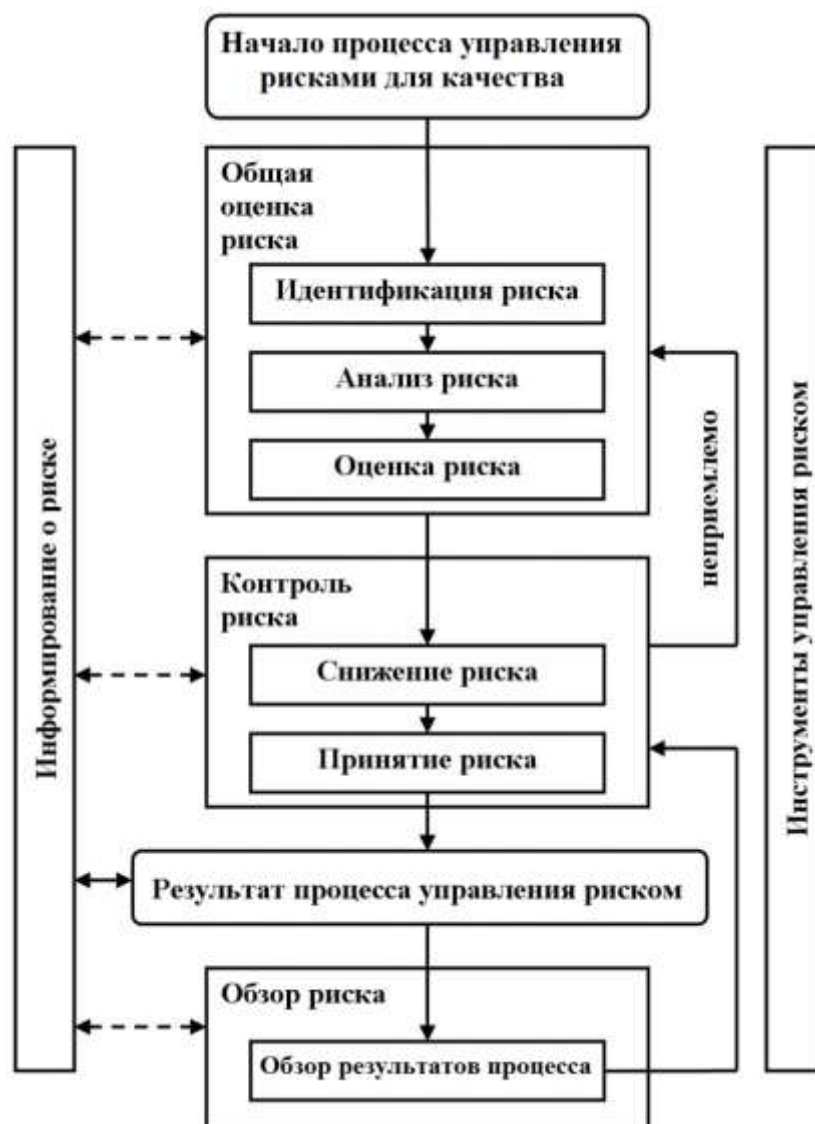 Начало процесса управления
рисками для качества
Общая
оценка
риска
Идентификация риска
Анализ риска
Оценка риска
Контроль
риска
Снижение риска
Принятие риска
Результат процесса управления риском
Обзор риска
Обзор результатов процесса
Информирование о риске
неприемлемо
Инструменты управления риском